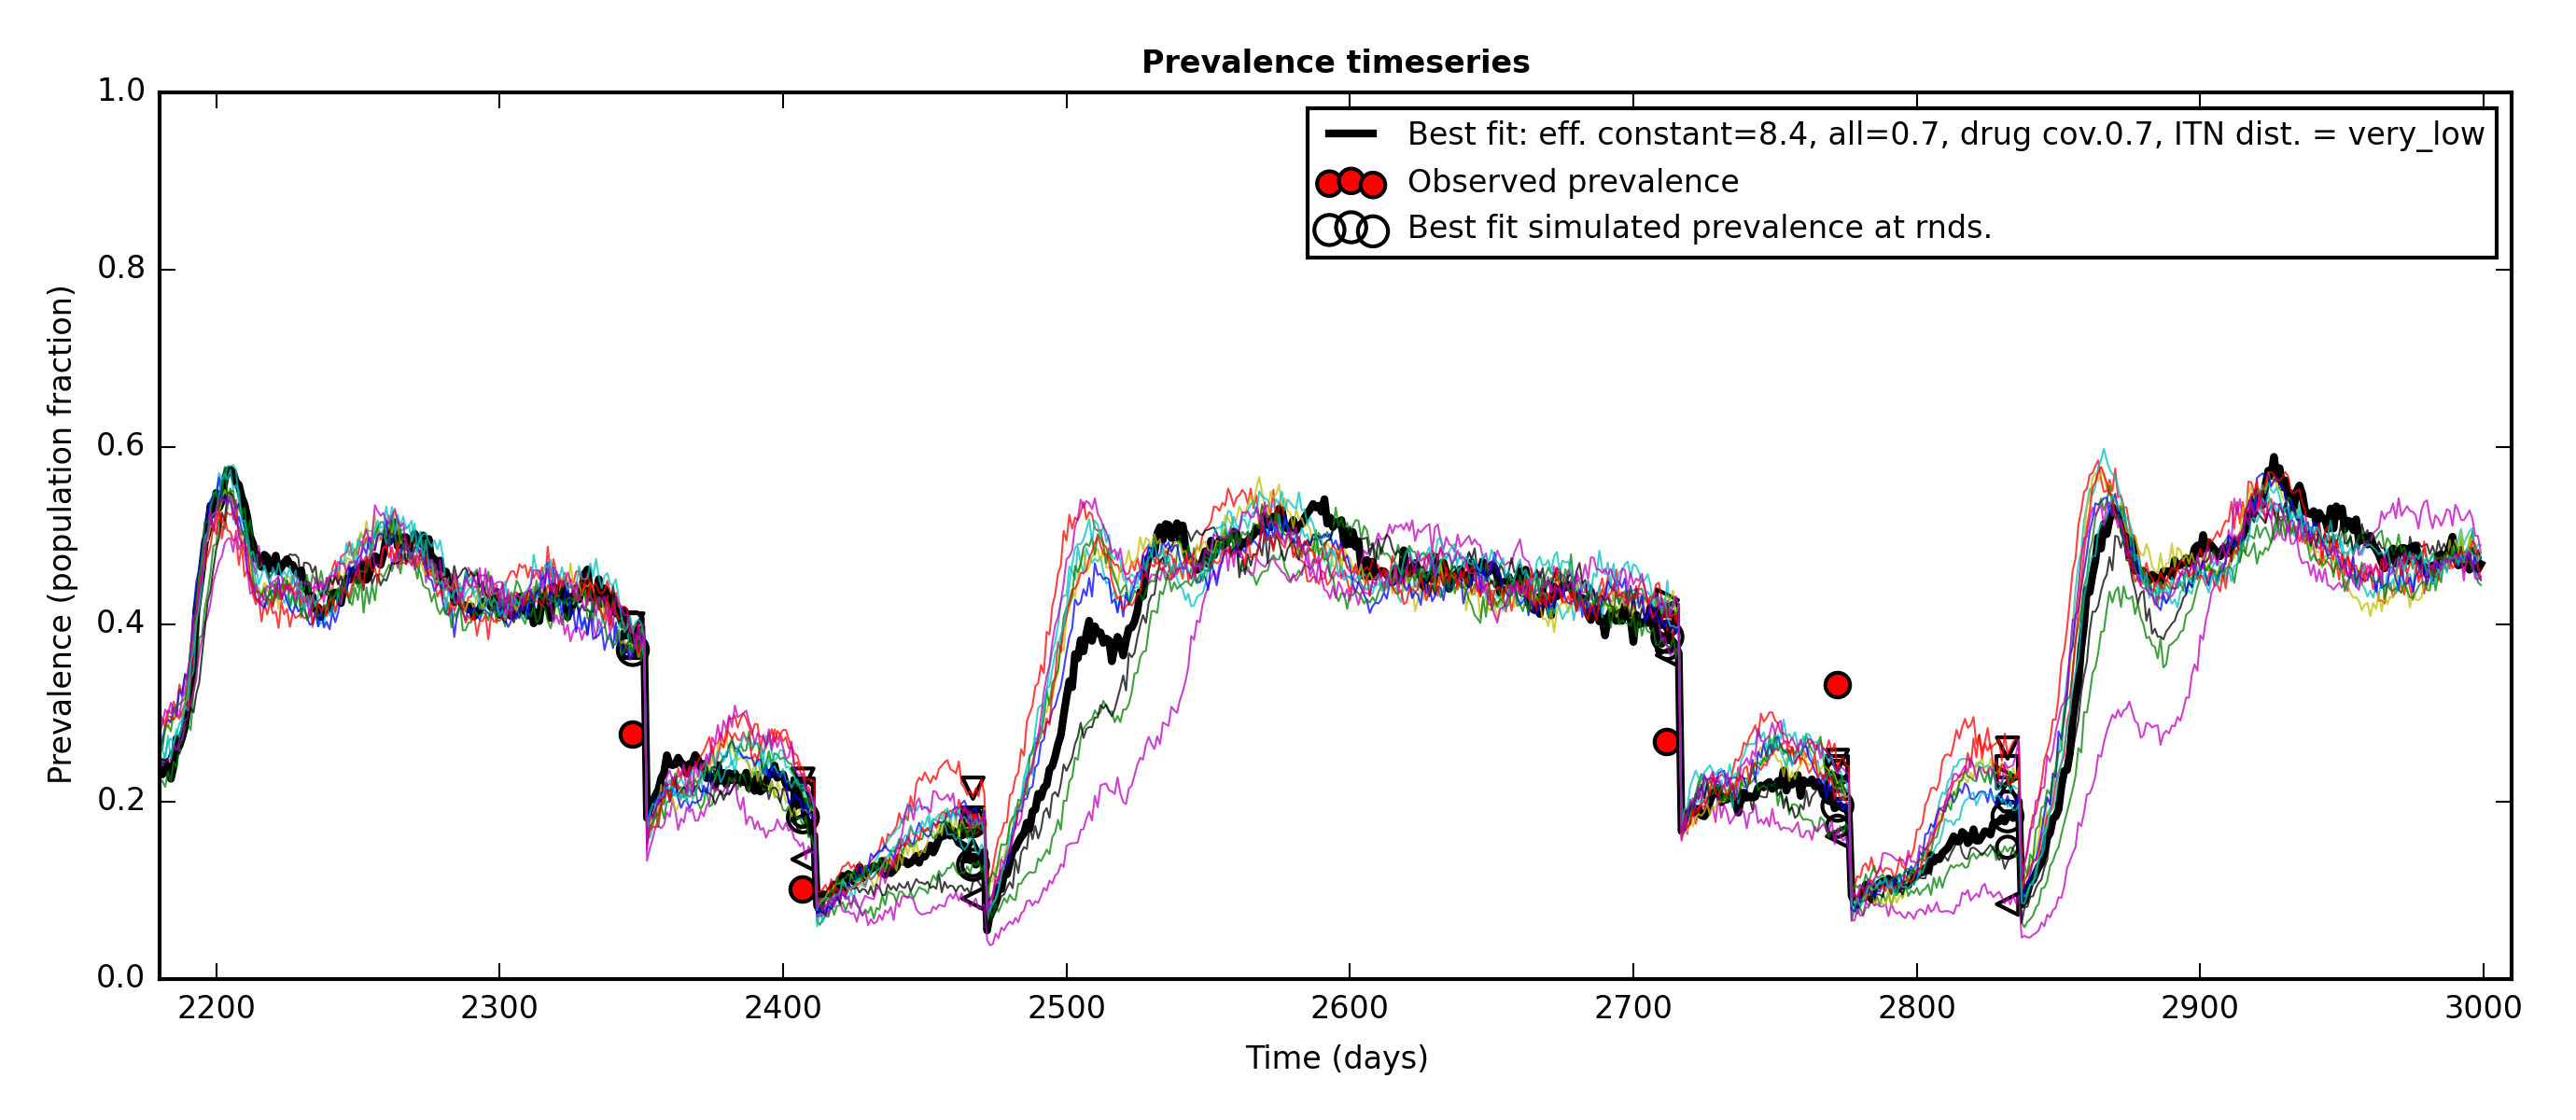 Prevalence timeseries
Best fit: eff. constant=8.4, all=0.7, drug cov.0.7, ITN dist. = very_low
Observed prevalence
Best fit simulated prevalence at rnds.
Prevalence (population fraction)
1.0
0.8
0.6
0.4
0.2
0.0
2200 2300 2400 2500 2600 2700 2800 2900 3000
Time (days)